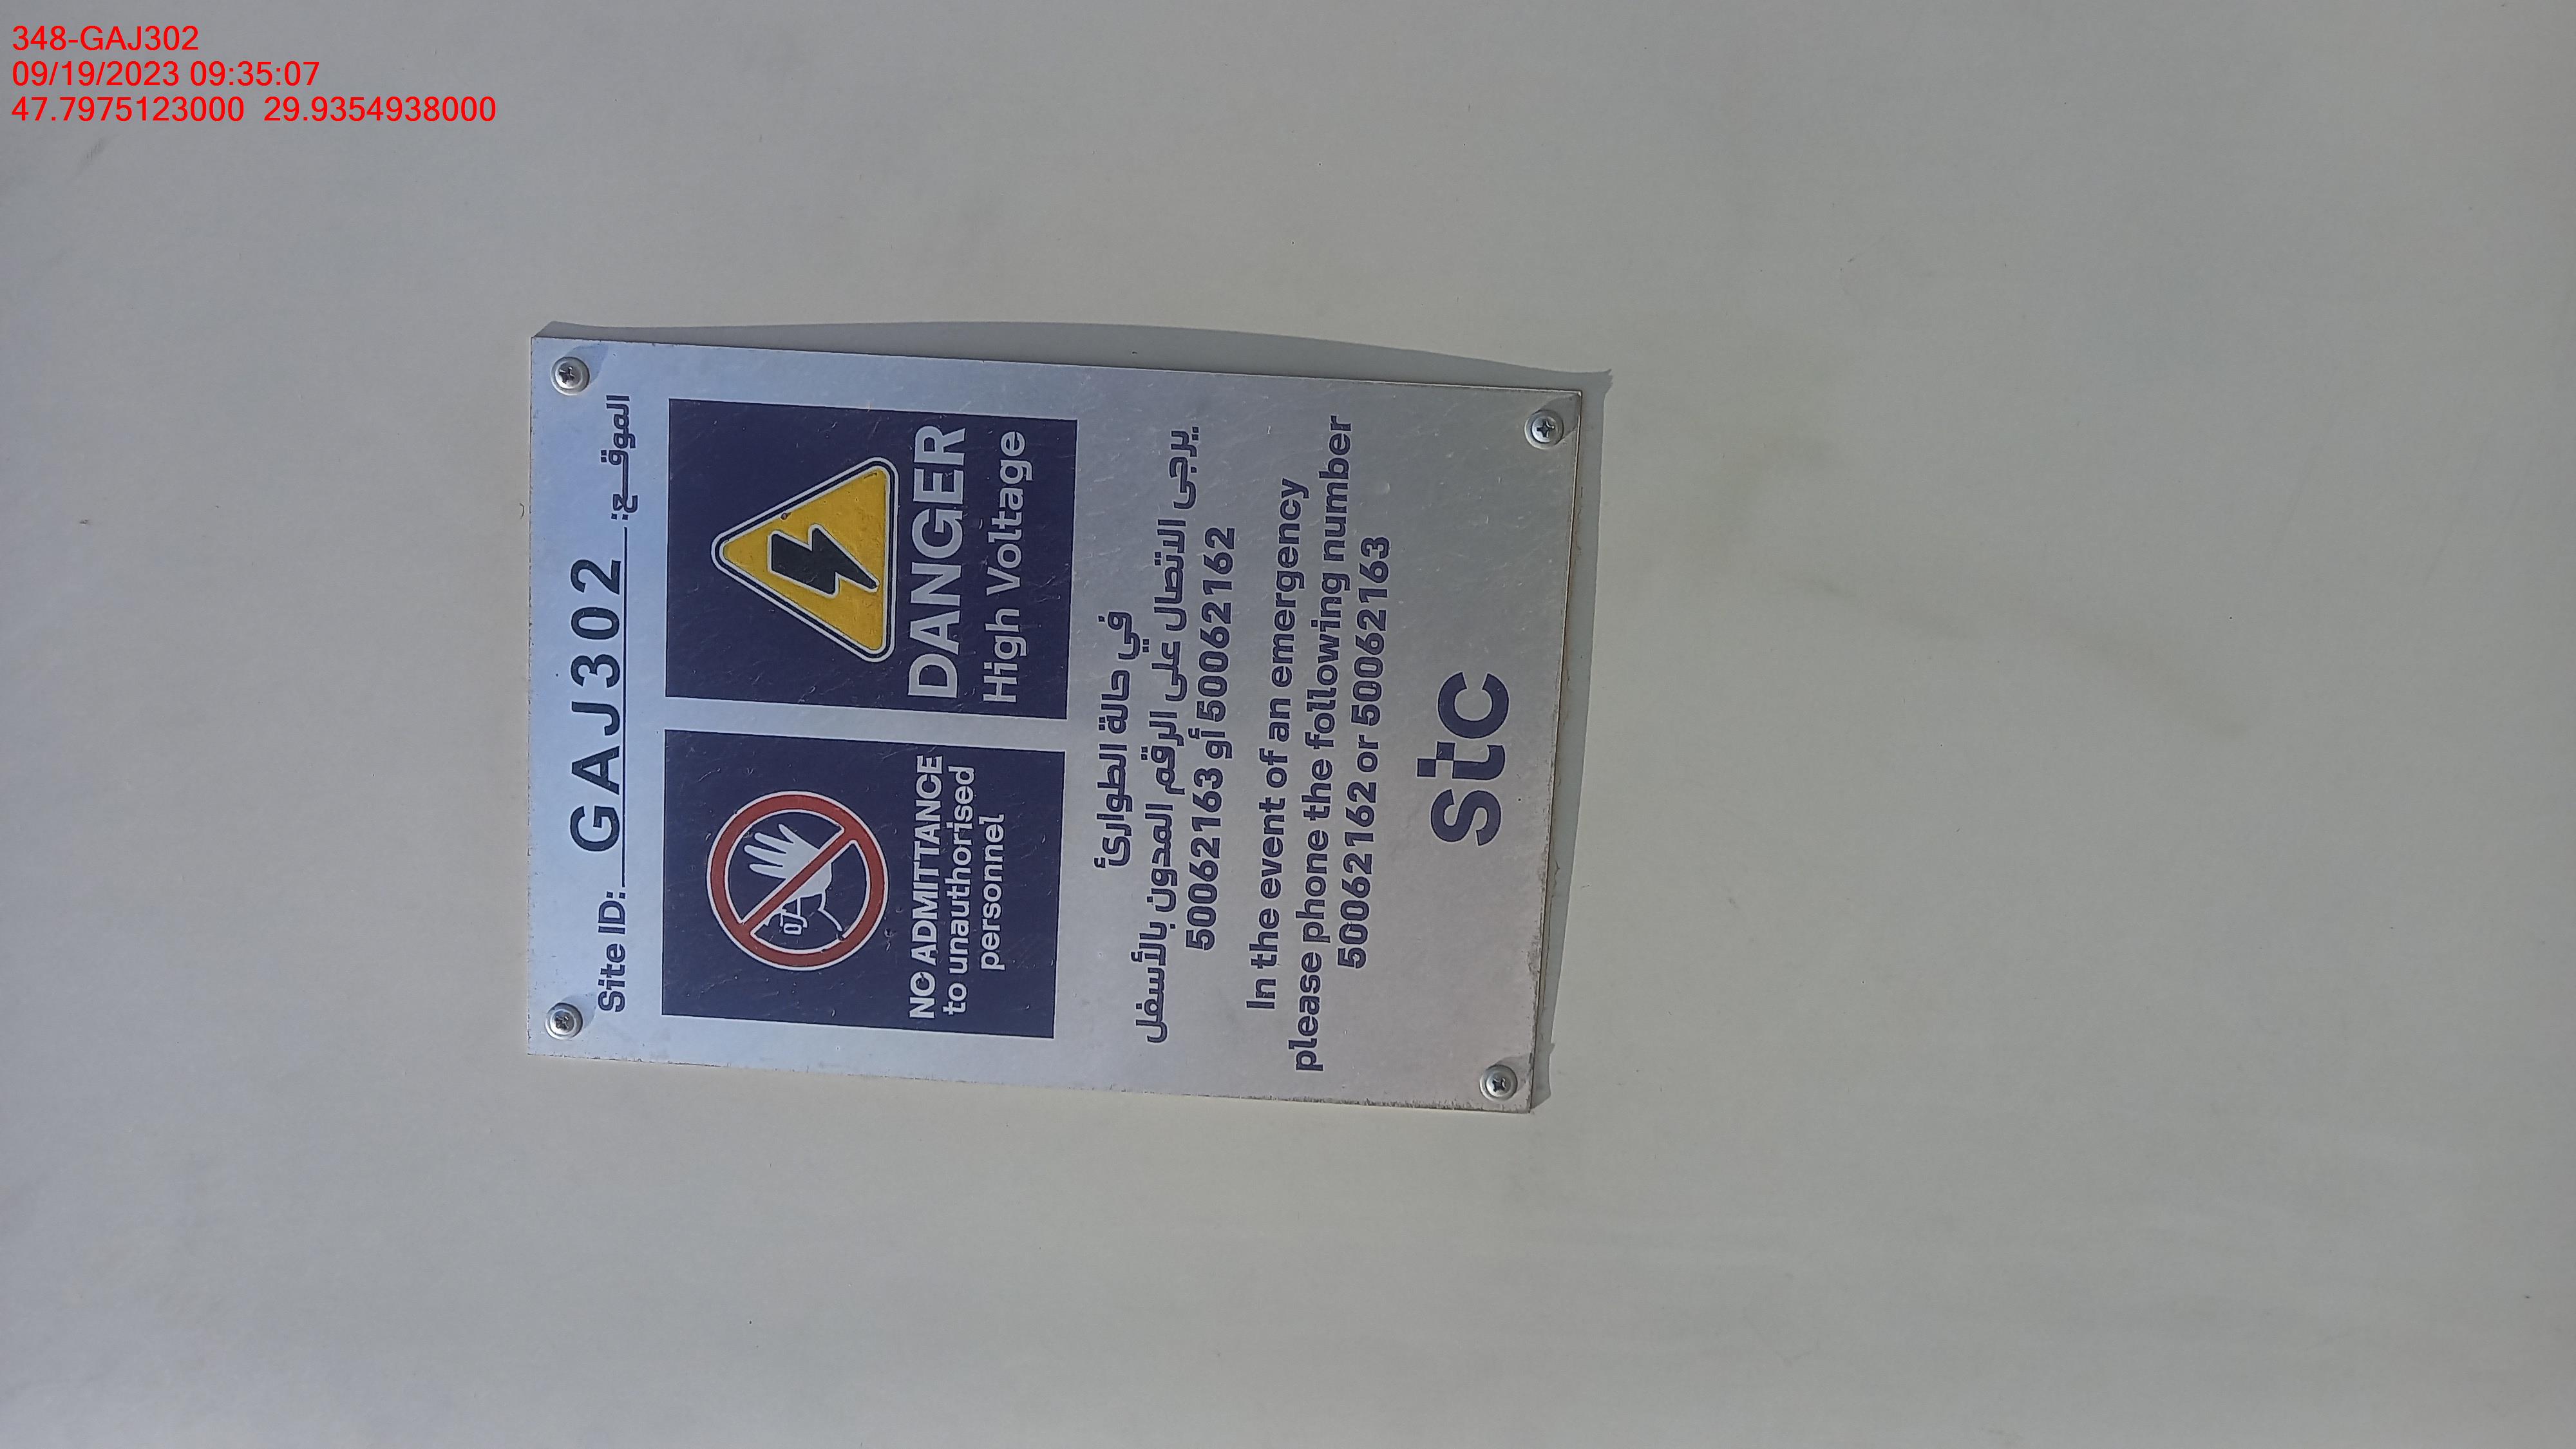 348-GAJ302
09/19/2023 09:35:07
47.7975123000 29.9354938000
Site ID: GAJ302 الموقع:
NO ADMITTANCE
to unauthorised
personnel
DANGER
High Voltage
في حالة الطوارئ
يرجى الاتصال على الرقم المدون بالأسفل
50062163 أو 50062162
In the event of an emergency
please phone the following number
50062162 or 50062163
stc